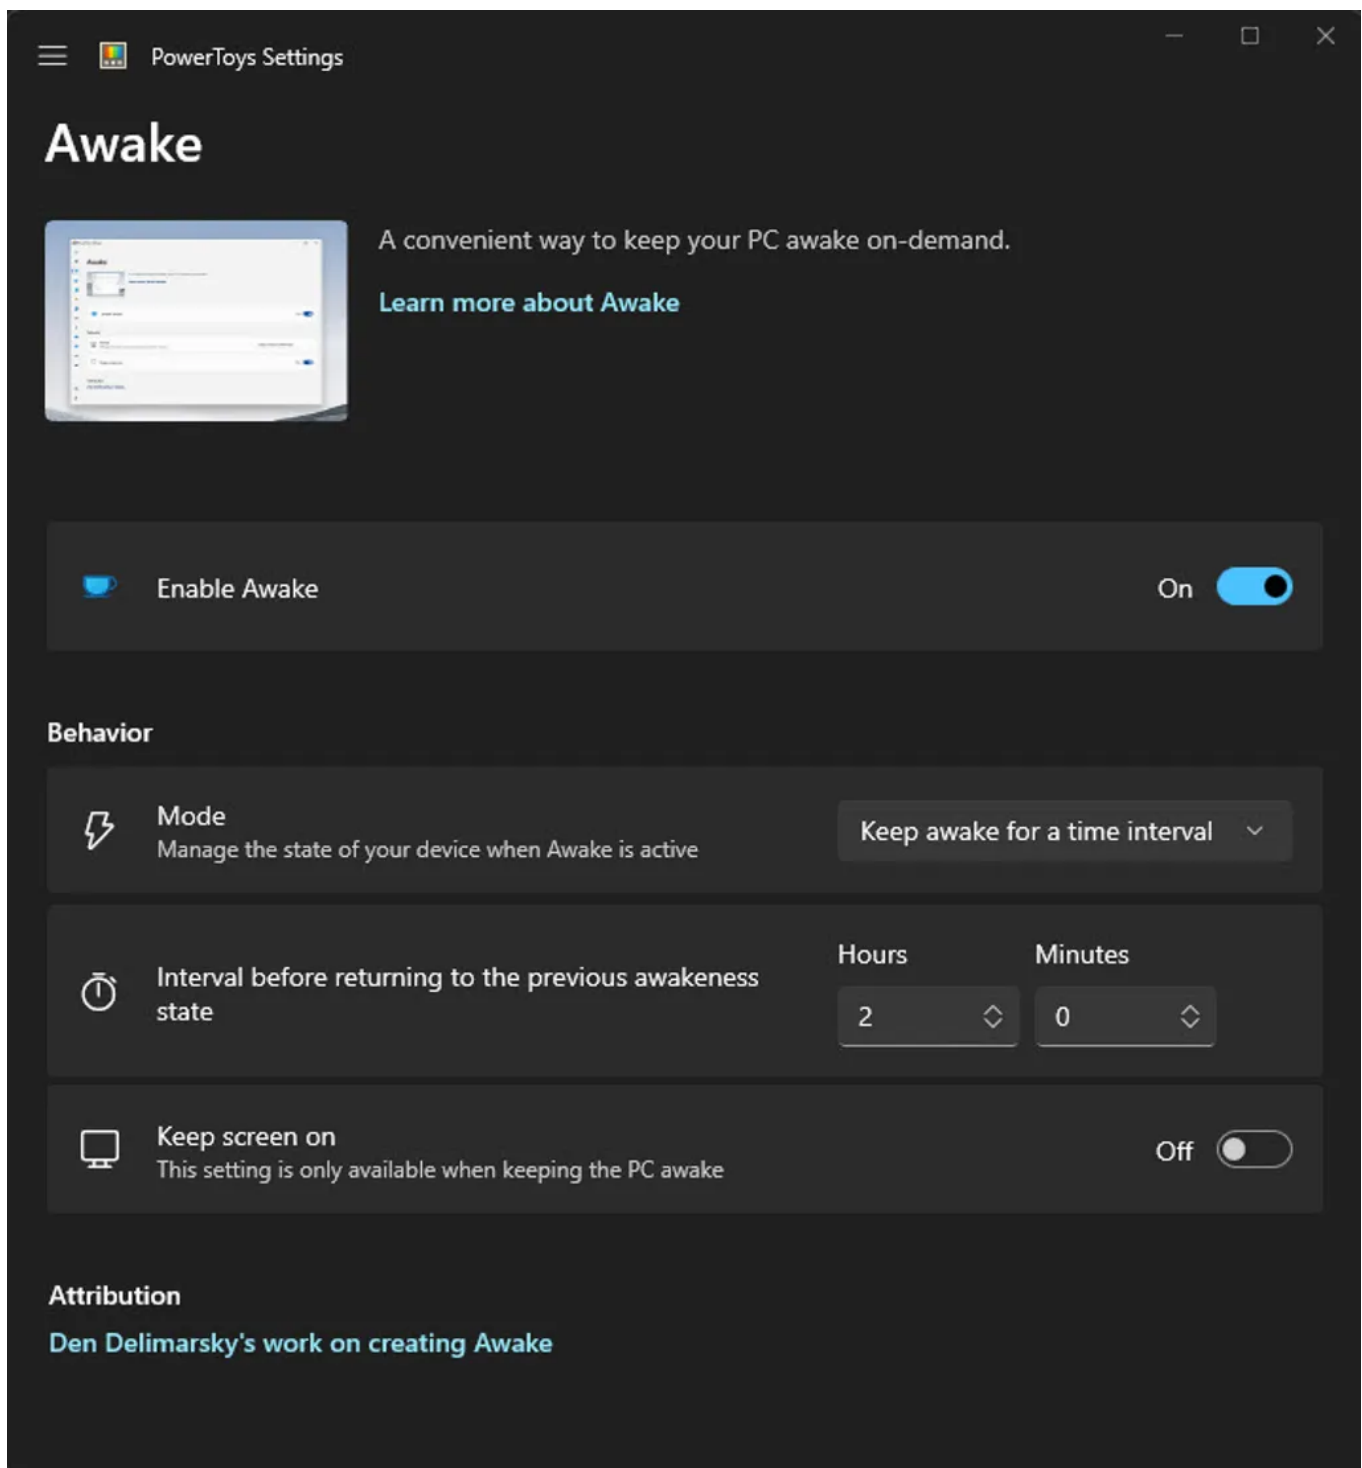 PowerToys Settings
Awake
A convenient way to keep your PC awake on-demand.
Learn more about Awake
Enable Awake
On
Behavior
Mode
Manage the state of your device when Awake is active
Keep awake for a time interval
Interval before returning to the previous awakeness
state
Hours
Minutes
2
0
Keep screen on
This setting is only available when keeping the PC awake
Off
Attribution
Den Delimarsky's work on creating Awake